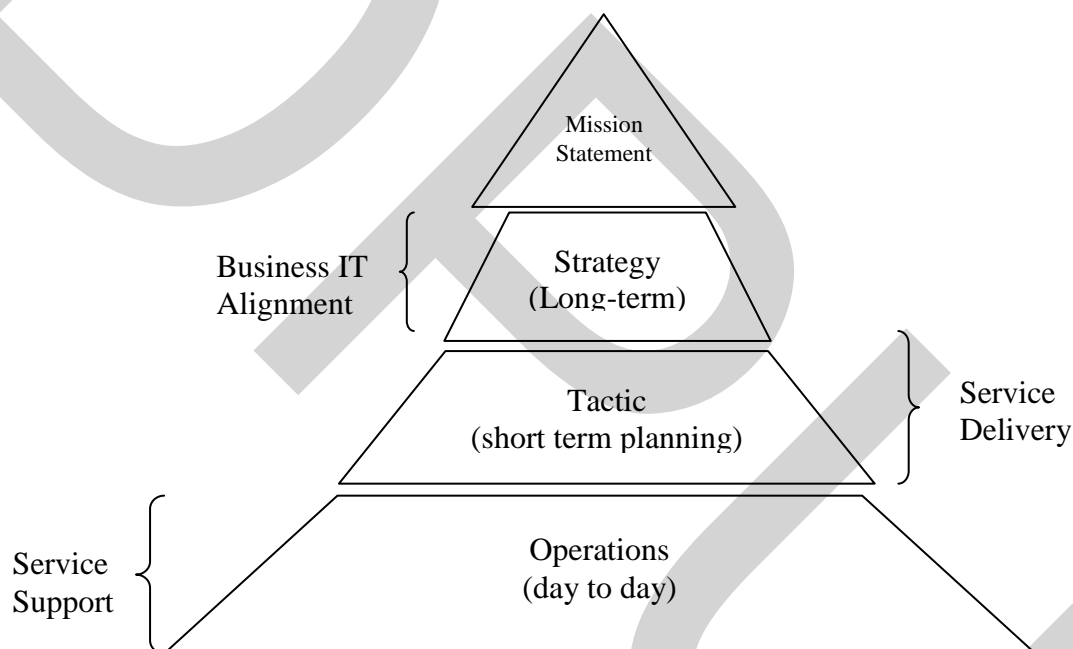 Mission
Statement
Business IT
Alignment
Strategy
(Long-term)
Tactic
(short term planning)
Service
Delivery
Operations
(day to day)
Service
Support